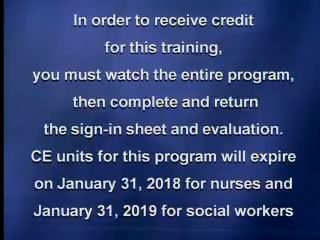 In order to receive credit
for this training,
you must watch the entire program,
then complete and return
the sign-in sheet and evaluation.
CE units for this program will expire
on January 31, 2018 for nurses and
January 31, 2019 for social workers